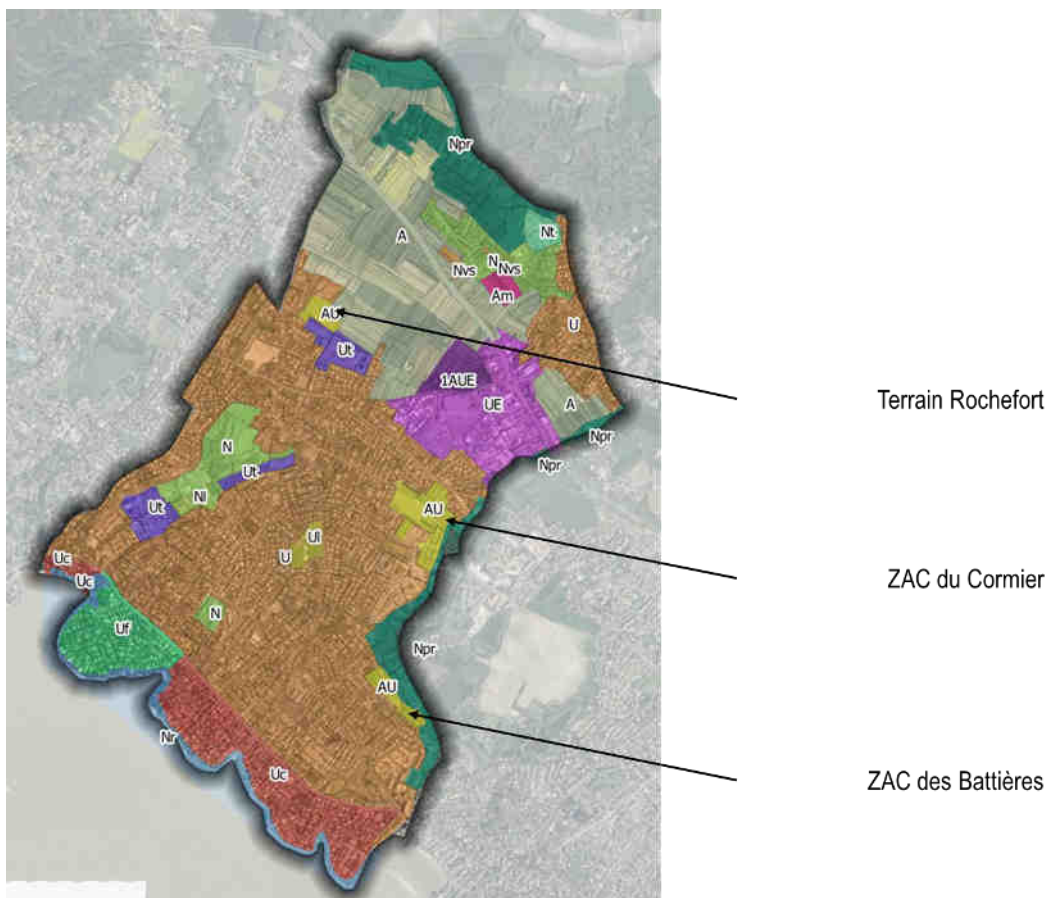 Npr
Nt
A
N
Nvs
Nvs
Am
AU
U
Ut
1AUE
UE
A
Terrain Rochefort
Npr
N
Npr
Ut
Nl
Ut
AU
Ul
U
Uc
ZAC du Cormier
Uc
N
Uf
Npr
AU
Nr
Uc
ZAC des Battières